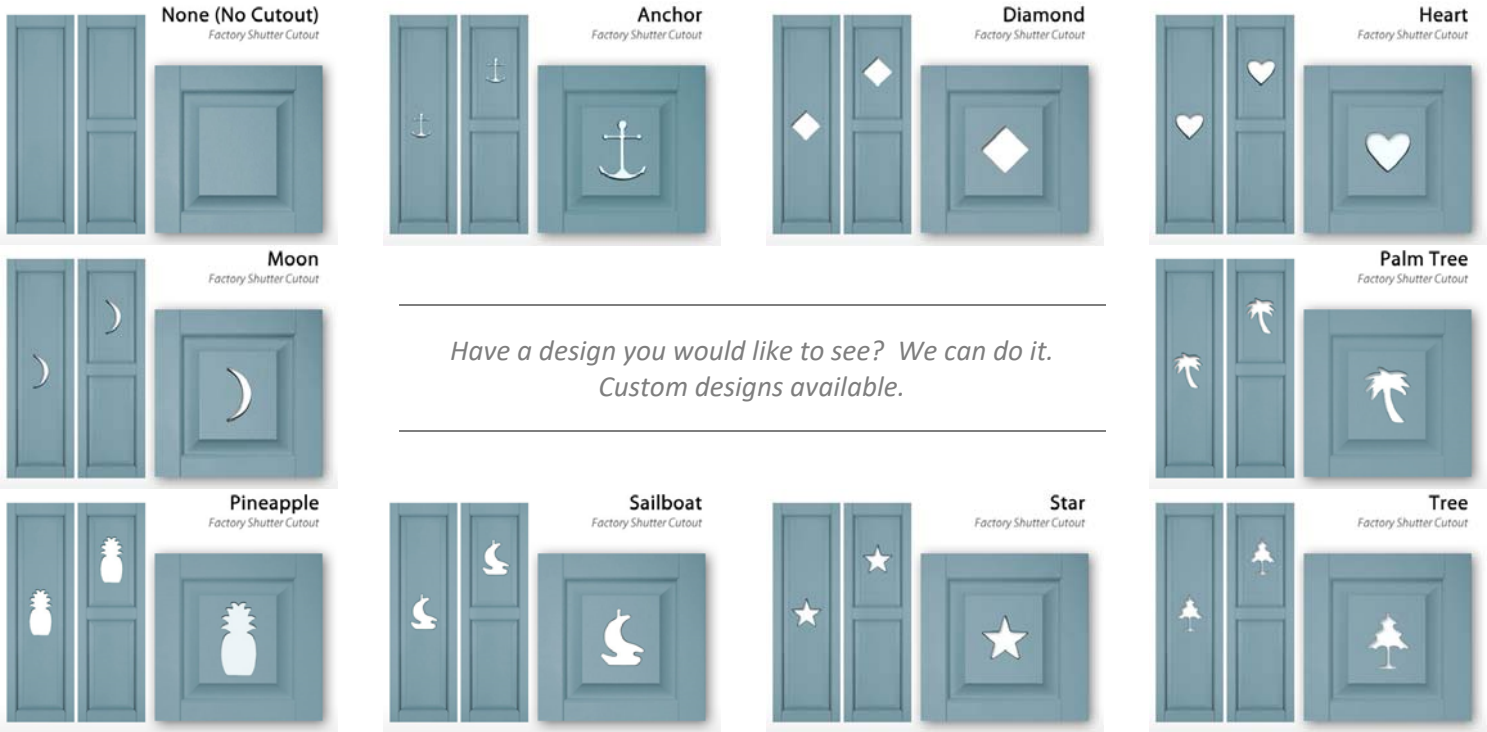 None (No Cutout)
Factory Shutter Cutout
Anchor
Factory Shutter Cutout
Diamond
Factory Shutter Cutout
Heart
Factory Shutter Cutout
Moon
Factory Shutter Cutout
Have a design you would like to see? We can do it.
Custom designs available.
Palm Tree
Factory Shutter Cutout
Pineapple
Factory Shutter Cutout
Sailboat
Factory Shutter Cutout
Star
Factory Shutter Cutout
Tree
Factory Shutter Cutout